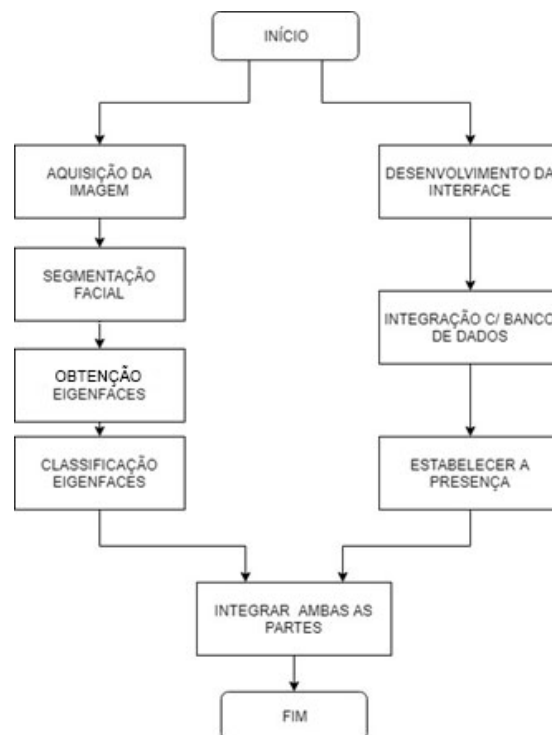 INÍCIO
AQUISIÇÃO DA
IMAGEM
SEGMENTAÇÃO
FACIAL
OBTENÇÃO
EIGENFACES
CLASSIFICAÇÃO
EIGENFACES
DESENVOLVIMENTO DA
INTERFACE
INTEGRAÇÃO C/ BANCO
DE DADOS
ESTABELECER A
PRESENÇA
INTEGRAR AMBAS AS
PARTES
FIM